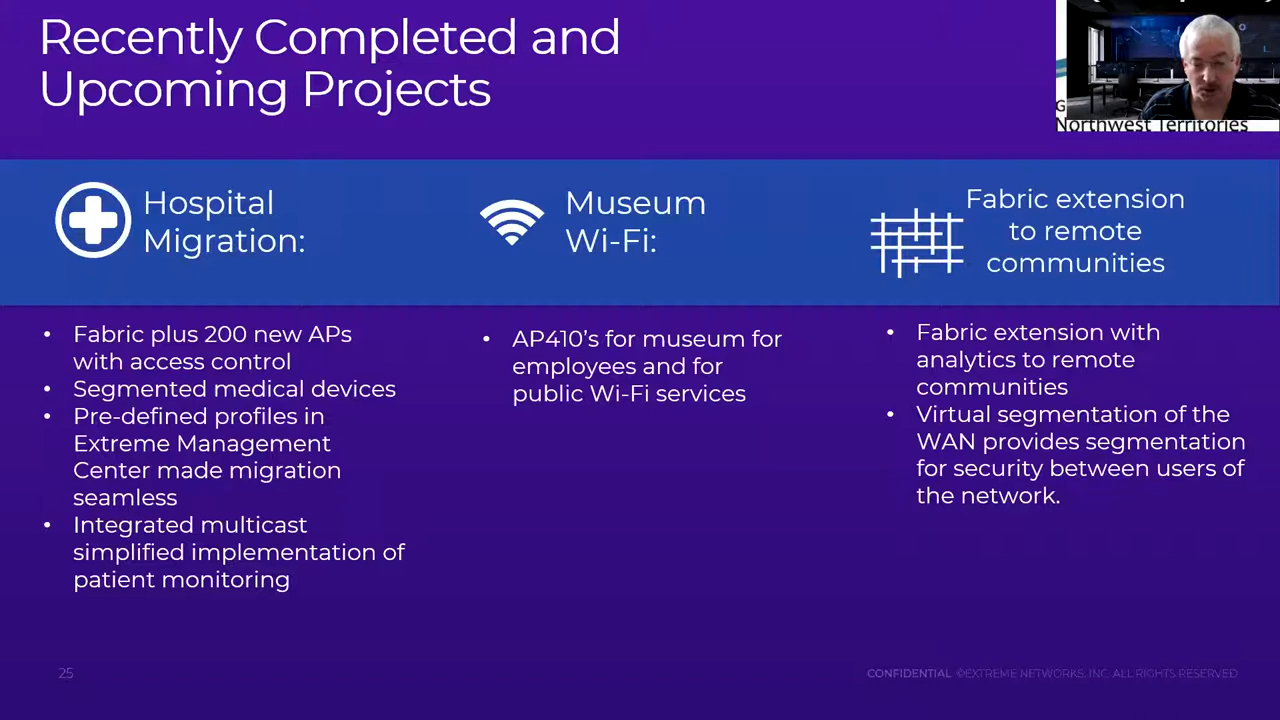 Recently Completed and
Upcoming Projects
G
Northwest Territories
Hospital
Migration:
Museum
Wi-Fi:
Fabric extension
to remote
communities
• Fabric plus 200 new APs
with access control
• Segmented medical devices
• Pre-defined profiles in
Extreme Management
Center made migration
seamless
• Integrated multicast
simplified implementation of
patient monitoring
• AP410's for museum for
employees and for
public Wi-Fi services
• Fabric extension with
analytics to remote
communities
• Virtual segmentation of the
WAN provides segmentation
for security between users of
the network.
25
CONFIDENTIAL ©EXTREME NETWORKS, INC. ALL RIGHTS RESERVED